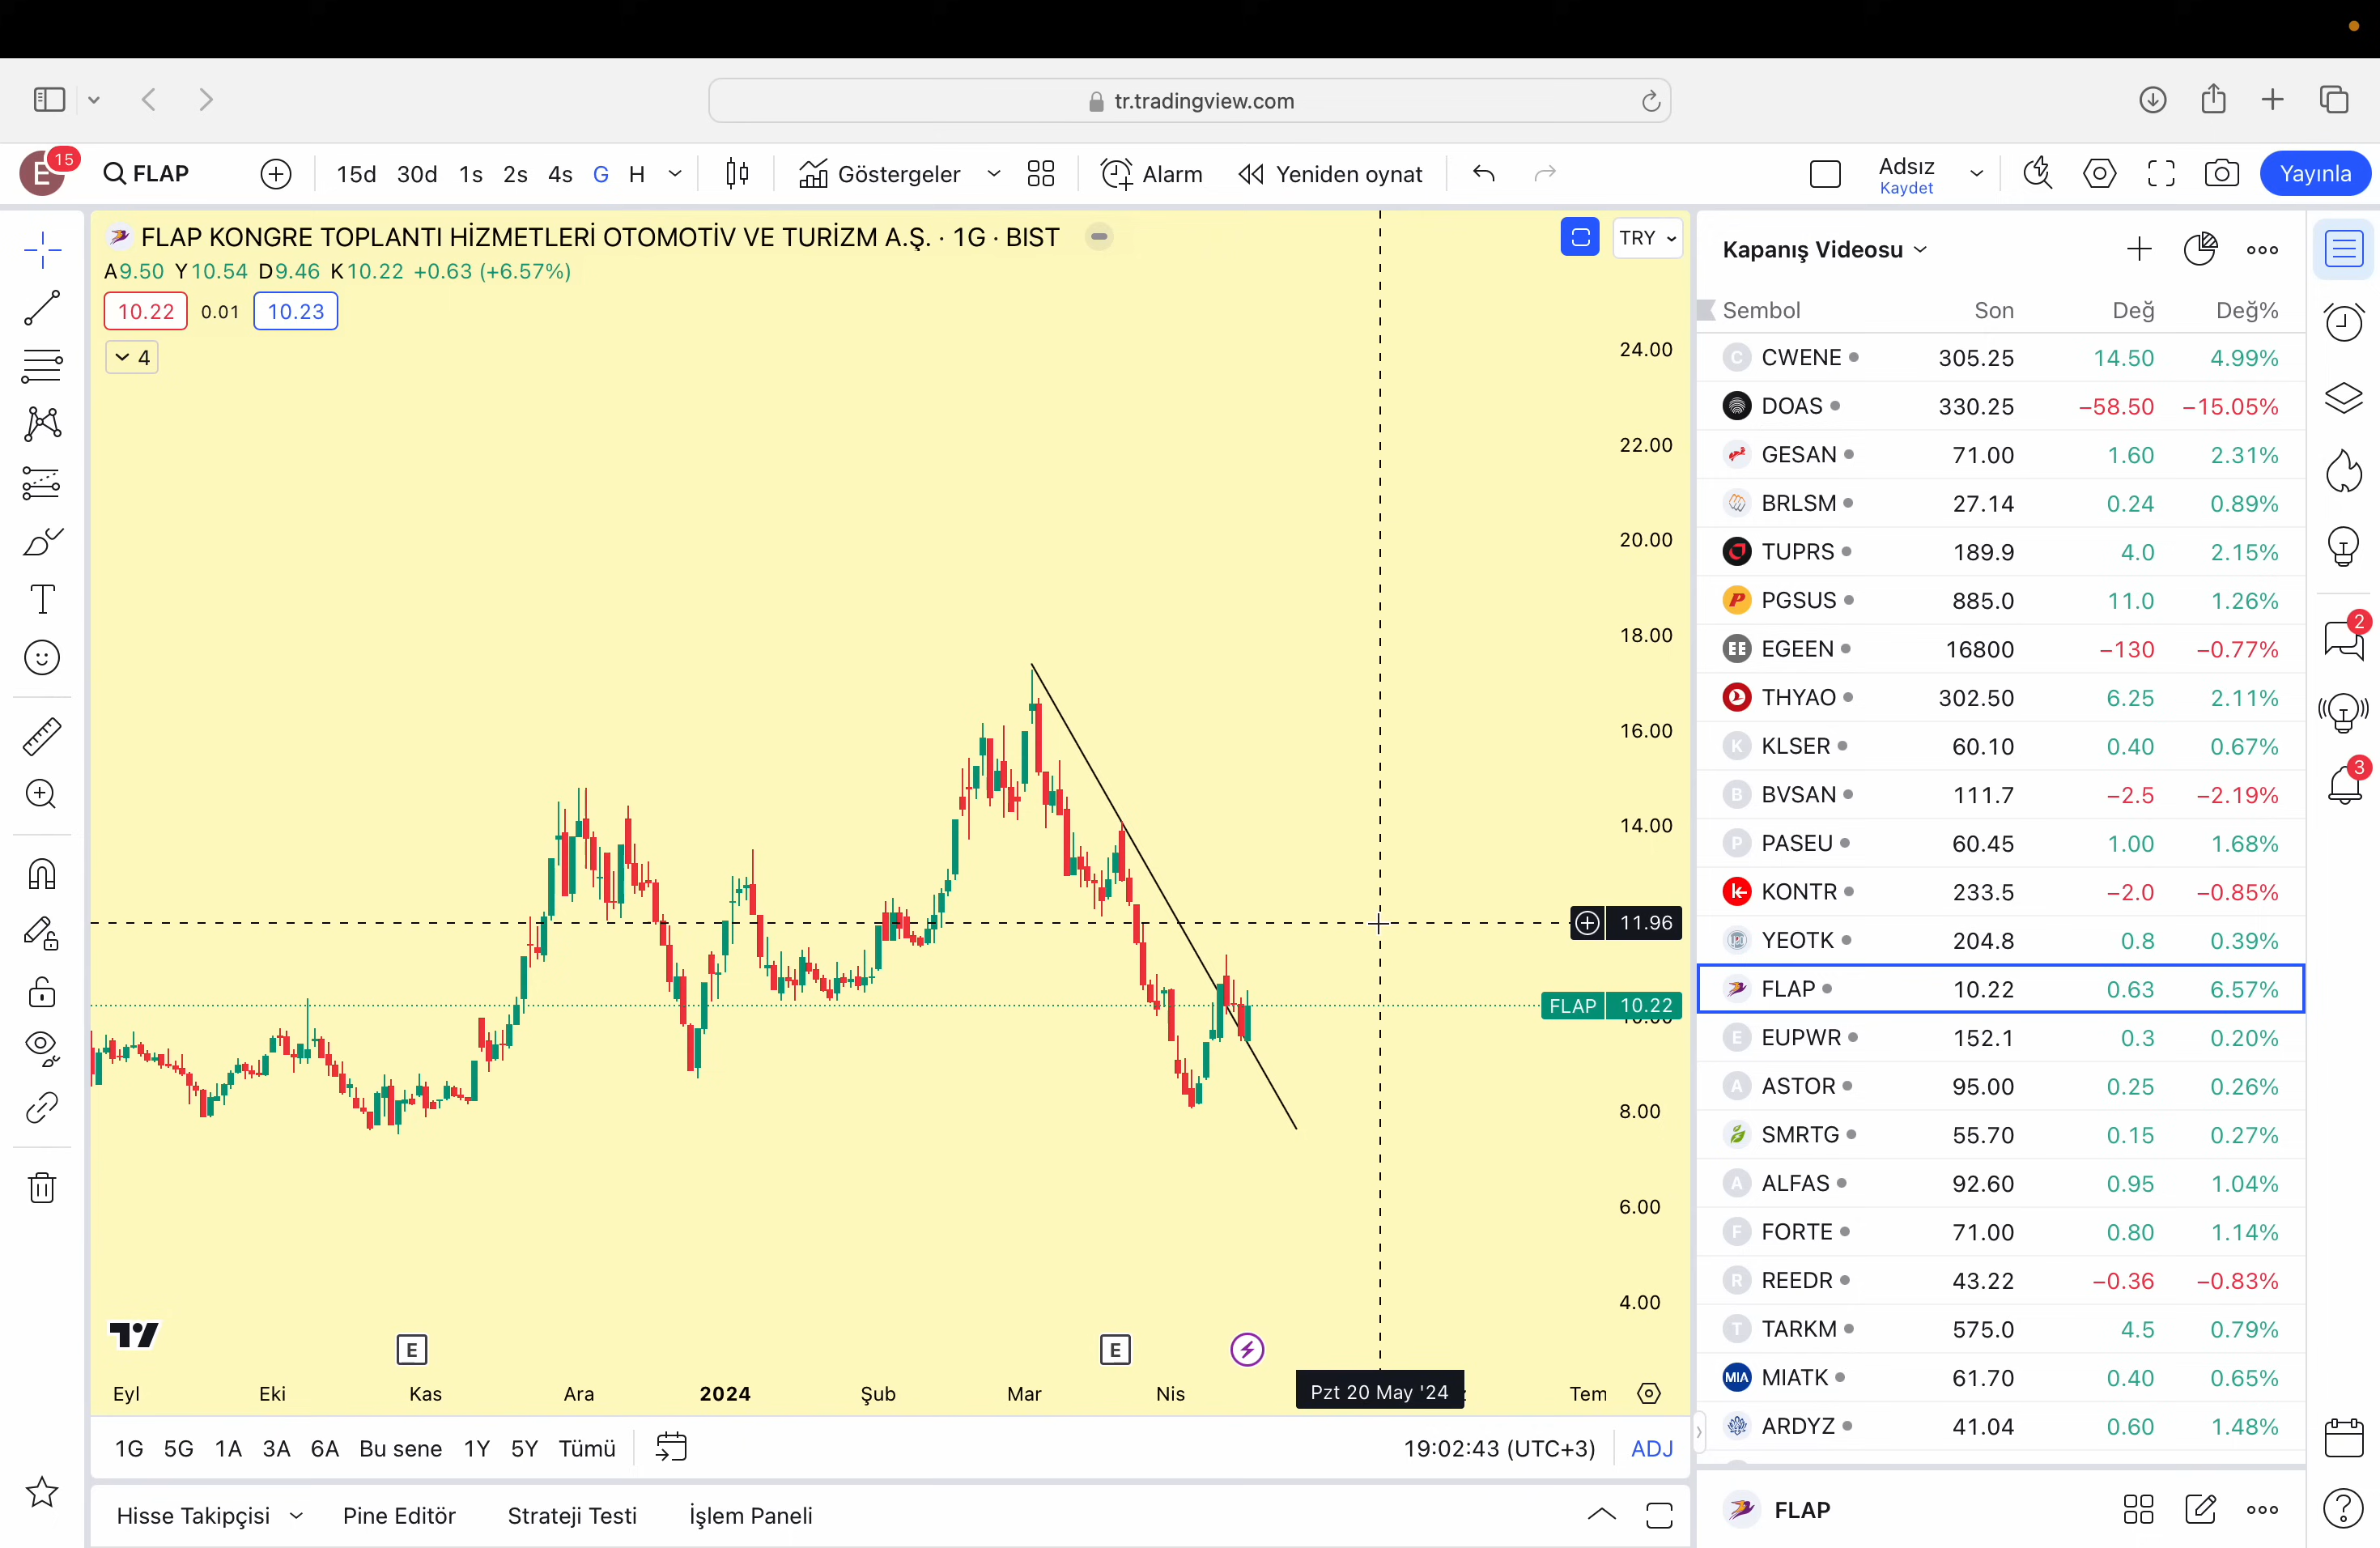 tr.tradingview.com
E 15 FLAP 15d 30d 1s 2s 4s G H Göstergeler Alarm Yeniden oynat Adsız Kaydet Yayınla
FLAP KONGRE TOPLANTI HİZMETLERİ OTOMOTİV VE TURİZM A.Ş. · 1G · BIST
TRY
A9.50 Y10.54 D9.46 K10.22 +0.63 (+6.57%)
10.22 0.01 10.23
4
24.00
22.00
20.00
18.00
16.00
14.00
11.96
FLAP 10.22
8.00
6.00
4.00
E E
Eyl Eki Kas Ara 2024 Şub Mar Nis Pzt 20 May '24 Tem
1G 5G 1A 3A 6A Bu sene 1Y 5Y Tümü 19:02:43 (UTC+3) ADJ
Hisse Takipçisi Pine Editör Strateji Testi İşlem Paneli
Kapanış Videosu
Sembol Son Değ Değ%
C CWENE 305.25 14.50 4.99%
DOAS 330.25 −58.50 −15.05%
GESAN 71.00 1.60 2.31%
BRLSM 27.14 0.24 0.89%
TUPRS 189.9 4.0 2.15%
P PGSUS 885.0 11.0 1.26%
EE EGEEN 16800 −130 −0.77%
THYAO 302.50 6.25 2.11%
K KLSER 60.10 0.40 0.67%
B BVSAN 111.7 −2.5 −2.19%
P PASEU 60.45 1.00 1.68%
KONTR 233.5 −2.0 −0.85%
YEOTK 204.8 0.8 0.39%
FLAP 10.22 0.63 6.57%
E EUPWR 152.1 0.3 0.20%
A ASTOR 95.00 0.25 0.26%
SMRTG 55.70 0.15 0.27%
A ALFAS 92.60 0.95 1.04%
F FORTE 71.00 0.80 1.14%
R REEDR 43.22 −0.36 −0.83%
T TARKM 575.0 4.5 0.79%
MIA MIATK 61.70 0.40 0.65%
ARDYZ 41.04 0.60 1.48%
FLAP
2
3